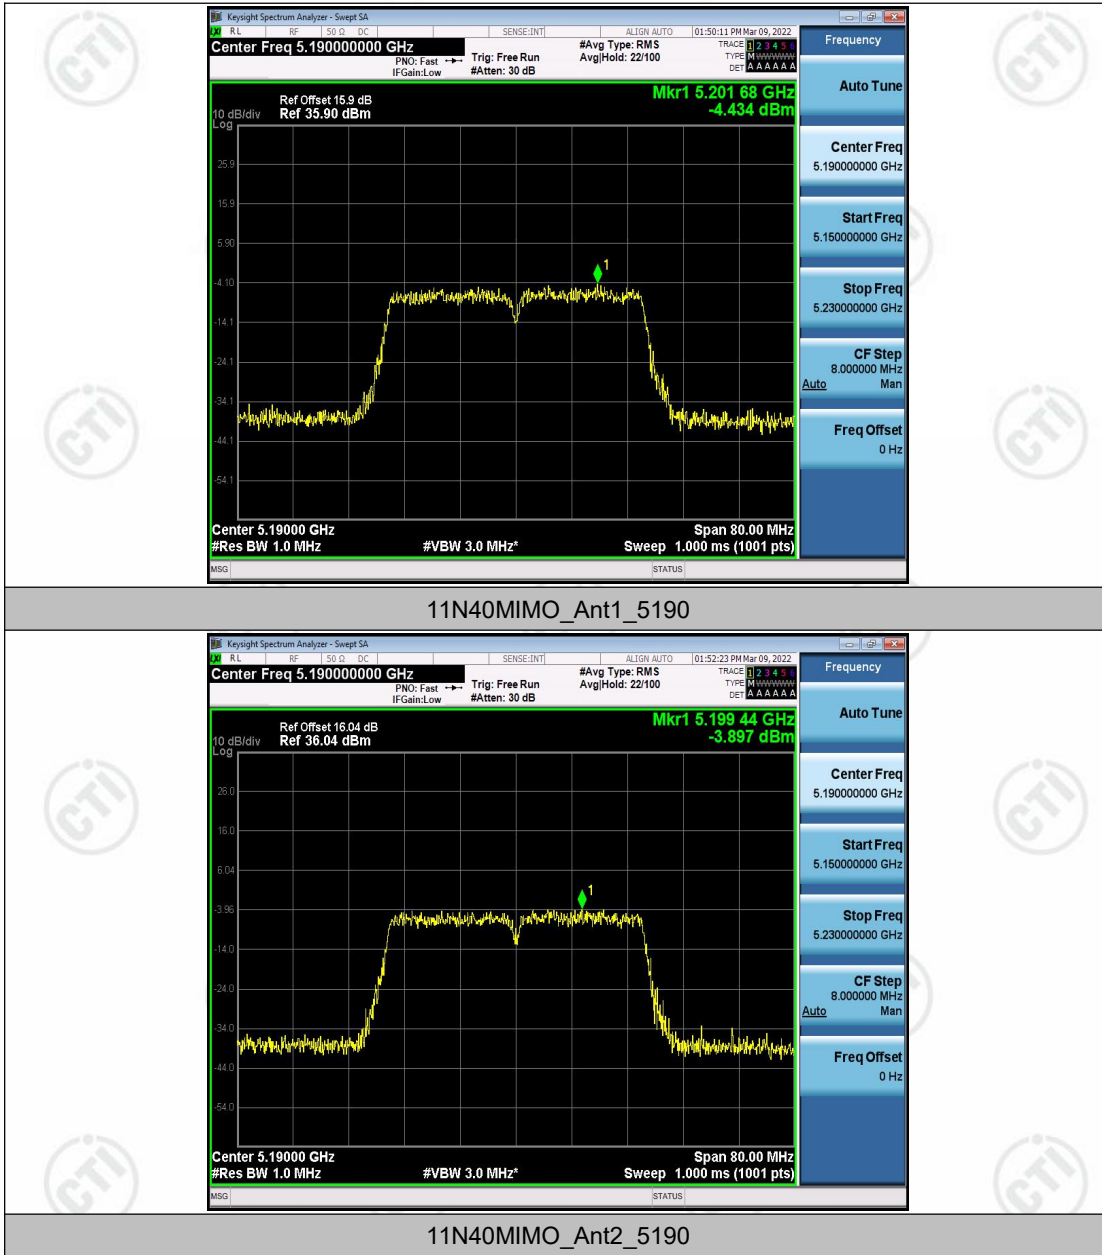 Keysight Spectrum Analyzer - Swept SA
LXI RL RF 50 Ω DC SENSE:INT ALIGN AUTO 01:50:11 PM Mar 09, 2022
Center Freq 5.190000000 GHz
PNO: Fast
IFGain:Low
Trig: Free Run
#Atten: 30 dB
#Avg Type: RMS
Avg|Hold: 22/100
TRACE 1 2 3 4 5 6
TYPE M WWWWW
DET A A A A A A
Frequency
Auto Tune
Center Freq
5.190000000 GHz
Start Freq
5.150000000 GHz
Stop Freq
5.230000000 GHz
CF Step
8.000000 MHz
Auto Man
Freq Offset
0 Hz
Mkr1 5.201 68 GHz
-4.434 dBm
Ref Offset 15.9 dB
10 dB/div Ref 35.90 dBm
Log
25.9
15.9
5.90
-4.10
-14.1
-24.1
-34.1
-44.1
-54.1
1
Center 5.19000 GHz Span 80.00 MHz
#Res BW 1.0 MHz #VBW 3.0 MHz* Sweep 1.000 ms (1001 pts)
MSG STATUS
11N40MIMO_Ant1_5190
Keysight Spectrum Analyzer - Swept SA
LXI RL RF 50 Ω DC SENSE:INT ALIGN AUTO 01:52:23 PM Mar 09, 2022
Center Freq 5.190000000 GHz
PNO: Fast
IFGain:Low
Trig: Free Run
#Atten: 30 dB
#Avg Type: RMS
Avg|Hold: 22/100
TRACE 1 2 3 4 5 6
TYPE M WWWWW
DET A A A A A A
Frequency
Auto Tune
Center Freq
5.190000000 GHz
Start Freq
5.150000000 GHz
Stop Freq
5.230000000 GHz
CF Step
8.000000 MHz
Auto Man
Freq Offset
0 Hz
Mkr1 5.199 44 GHz
-3.897 dBm
Ref Offset 16.04 dB
10 dB/div Ref 36.04 dBm
Log
26.0
16.0
6.04
-3.96
-14.0
-24.0
-34.0
-44.0
-54.0
1
Center 5.19000 GHz Span 80.00 MHz
#Res BW 1.0 MHz #VBW 3.0 MHz* Sweep 1.000 ms (1001 pts)
MSG STATUS
11N40MIMO_Ant2_5190
CTI
CTI
CTI
CTI
CTI
CTI
CTI
CTI